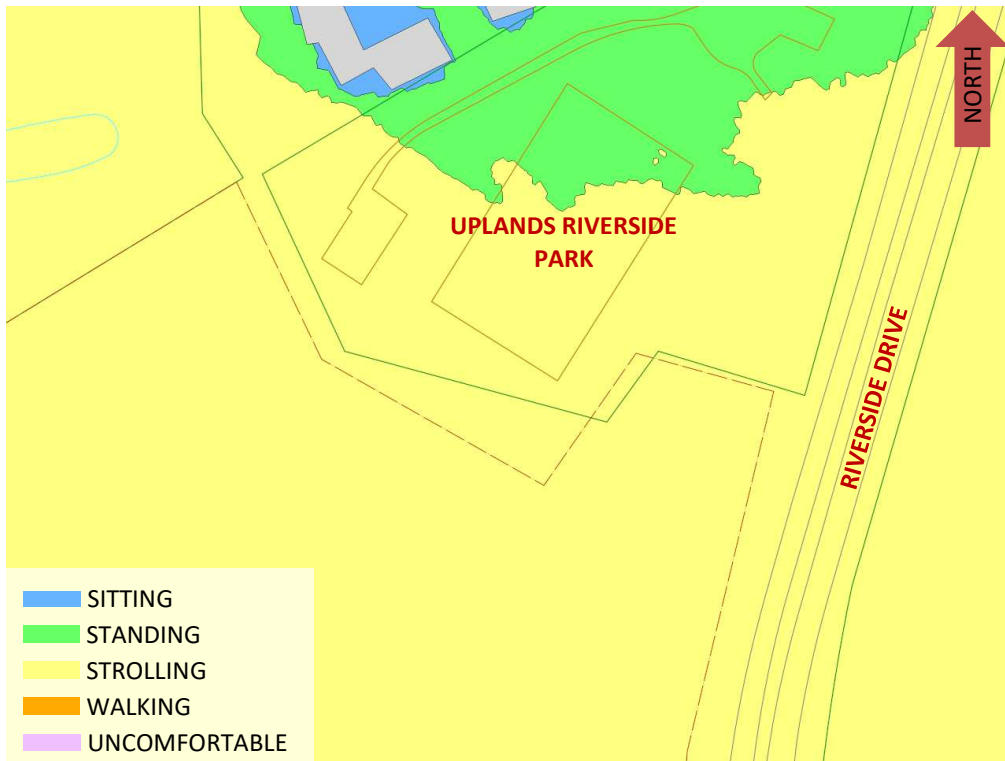 NORTH
UPLANDS RIVERSIDE
PARK
RIVERSIDE DRIVE
SITTING
STANDING
STROLLING
WALKING
UNCOMFORTABLE